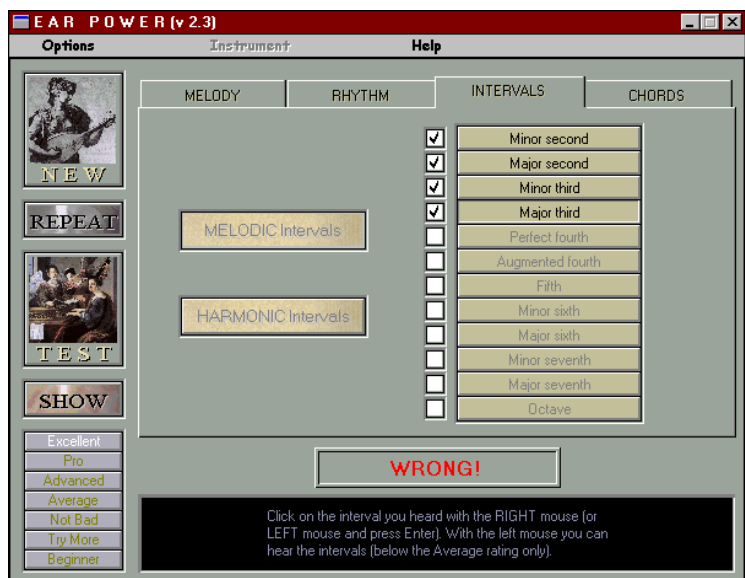 EAR POWER (v 2.3)
Options Instrument Help
NEW
REPEAT
TEST
SHOW
Excellent
Pro
Advanced
Average
Not Bad
Try More
Beginner
MELODY RHYTHM INTERVALS CHORDS
MELODIC Intervals
HARMONIC Intervals
Minor second
Major second
Minor third
Major third
Perfect fourth
Augmented fourth
Fifth
Minor sixth
Major sixth
Minor seventh
Major seventh
Octave
WRONG!
Click on the interval you heard with the RIGHT mouse (or
LEFT mouse and press Enter). With the left mouse you can
hear the intervals (below the Average rating only).